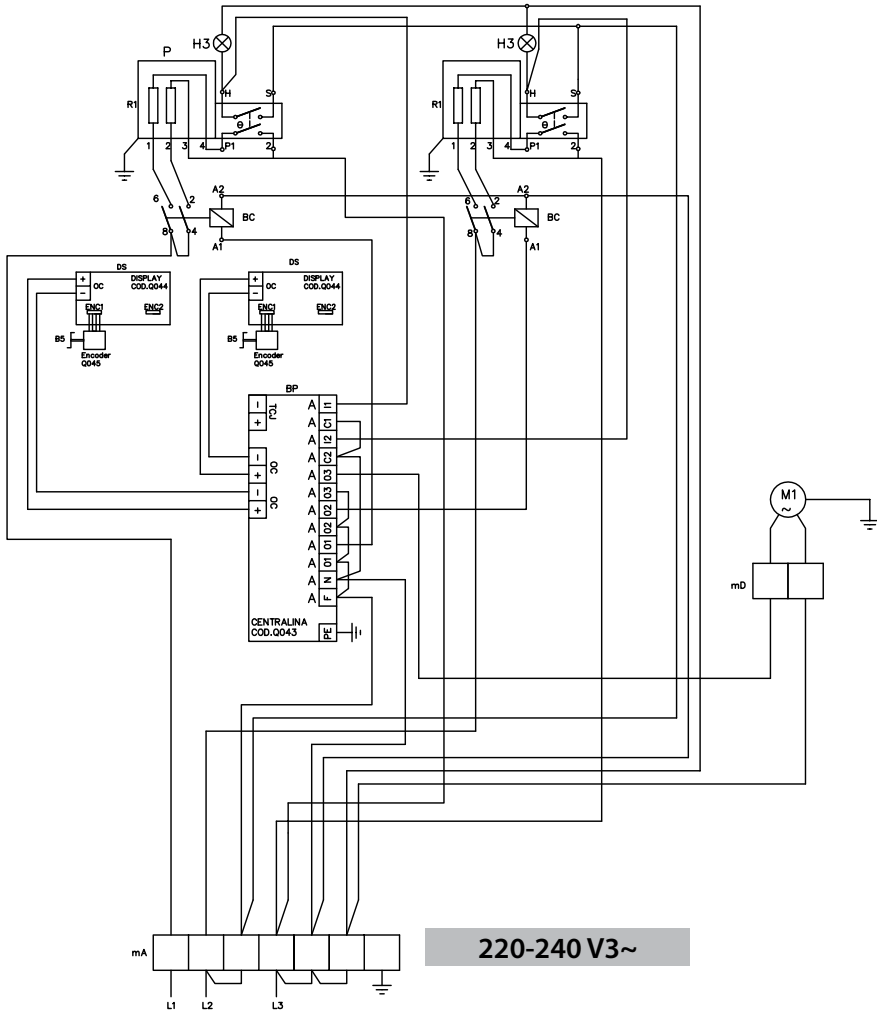 H3
H3
P
H
S
H
S
R1
R1
θ
θ
1
2
3
4
P1
2
1
2
3
4
P1
2
A2
A2
6
2
6
2
BC
BC
8
4
8
4
A1
A1
DS
DS
+
OC
DISPLAY
COD.Q044
−
ENC1
ENC2
+
OC
DISPLAY
COD.Q044
−
ENC1
ENC2
B5
B5
Encoder
Q045
Encoder
Q045
BP
−
TCJ
A
I1
+
A
C1
A
I2
−
OC
A
C2
+
A
O3
−
OC
A
O3
+
A
O2
A
O2
A
O1
A
O1
A
N
A
F
CENTRALINA
COD.Q043
PE
M1
~
mD
mA
220-240 V3~
L1
L2
L3